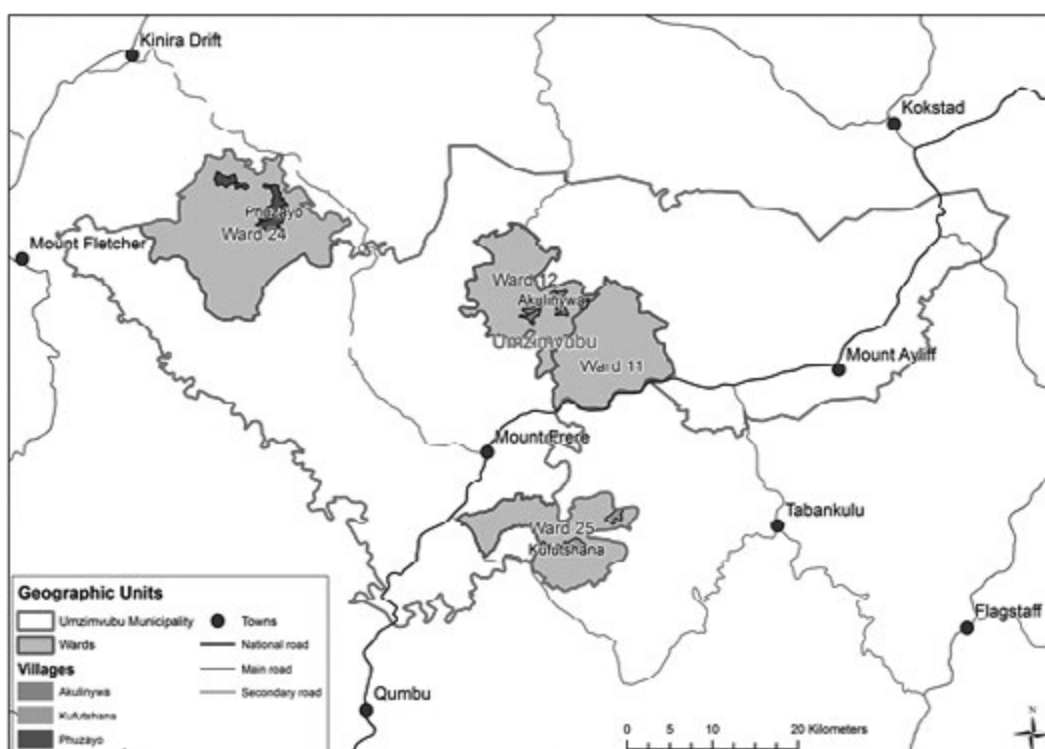 Kinira Drift
Kokstad
Phuzayo
Ward 24
Mount Fletcher
Ward 12
Akulinywa
Umzimvubu
Ward 11
Mount Ayliff
Mount Frere
Ward 25
Kufutshana
Tabankulu
Flagstaff
Qumbu
Geographic Units
Umzimvubu Municipality
Wards
Villages
Akulinywa
Kufutshana
Phuzayo
Towns
National road
Main road
Secondary road
0 5 10 20 Kilometers
N